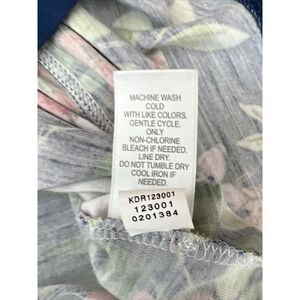 MACHINE WASH
COLD
WITH LIKE COLORS.
GENTLE CYCLE.
ONLY
NON-CHLORINE
BLEACH IF NEEDED.
LINE DRY.
DO NOT TUMBLE DRY
COOL IRON IF
NEEDED.
KDR123001
123001
0201384